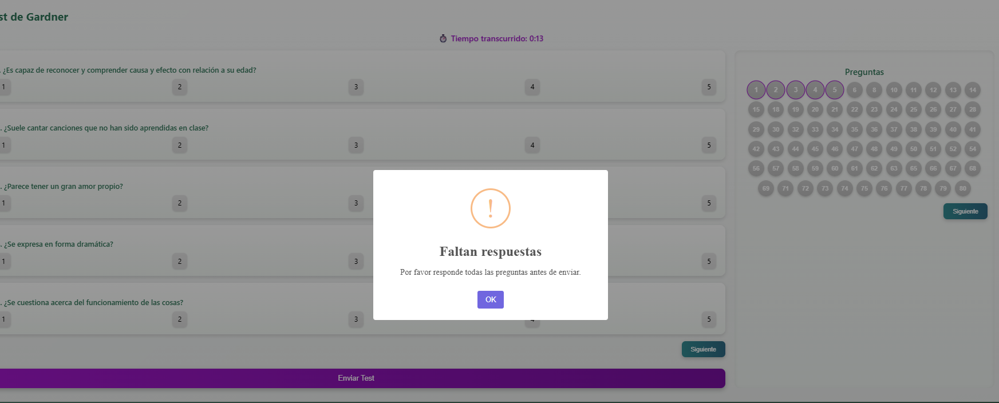 st de Gardner
Tiempo transcurrido: 0:13
. ¿Es capaz de reconocer y comprender causa y efecto con relación a su edad?
1 2 3 4 5
. ¿Suele cantar canciones que no han sido aprendidas en clase?
1 2 3 4 5
. ¿Parece tener un gran amor propio?
1 2 3 5
. ¿Se expresa en forma dramática?
1 2 3 5
. ¿Se cuestiona acerca del funcionamiento de las cosas?
1 2 3 4 5
Siguiente
Enviar Test
!
Faltan respuestas
Por favor responde todas las preguntas antes de enviar.
OK
Preguntas
1 2 3 4 5 6 8 10 11 12 13 14
15 18 19 20 21 22 23 24 25 26 27 28
29 30 32 33 34 35 36 37 38 39 40 41
42 43 44 45 46 47 48 49 50 51 52 54
56 57 58 59 60 61 62 63 65 66 67 68
69 71 72 73 74 75 76 77 78 79 80
Siguiente